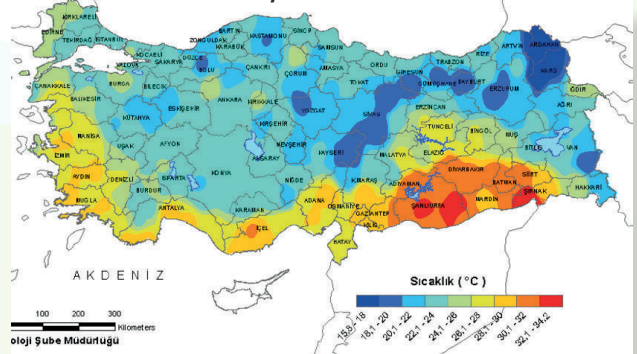 KIRKLARELİ
EDİRNE
TEKİRDAĞ
İSTANBUL
KOCAELİ
YALOVA
SAKARYA
DÜZCE
BOLU
ZONGULDAK
BARTIN
KARABÜK
KASTAMONU
SİNOP
SAMSUN
ÇANKIRI
ÇORUM
AMASYA
TOKAT
ORDU
GİRESUN
TRABZON
GÜMÜŞHANE
BAYBURT
RİZE
ARTVİN
ARDAHAN
KARS
IĞDIR
AĞRI
ERZURUM
ERZİNCAN
ÇANAKKALE
BALIKESİR
BURSA
BİLECİK
ESKİŞEHİR
KÜTAHYA
ANKARA
KIRIKKALE
YOZGAT
SİVAS
KIRŞEHİR
NEVŞEHİR
KAYSERİ
AKSARAY
TUNCELİ
BİNGÖL
MUŞ
BİTLİS
VAN
ELAZIĞ
MALATYA
MANİSA
İZMİR
UŞAK
AFYON
AYDIN
DENİZLİ
ISPARTA
BURDUR
KONYA
NİĞDE
MUĞLA
ANTALYA
KARAMAN
İÇEL
ADANA
OSMANİYE
K.MARAŞ
GAZİANTEP
KİLİS
HATAY
ADIYAMAN
ŞANLIURFA
DİYARBAKIR
BATMAN
MARDİN
SİİRT
ŞIRNAK
HAKKARİ
AKDENİZ
Sıcaklık ( °C )
15,8 - 18
18,1 - 20
20,1 - 22
22,1 - 24
24,1 - 26
26,1 - 28
28,1 - 30
30,1 - 32
32,1 - 34,2
100 200 300
Kilometers
oloji Şube Müdürlüğü